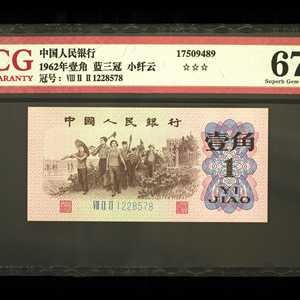 CG
ARANTY
中国人民银行
1962年壹角 蓝三冠 小纤云
冠号：VIII II II 1228578
17509489
☆☆☆
67
Superb Gem
中國人民銀行
壹角
1
YI
JIAO
VIII II II 1228578